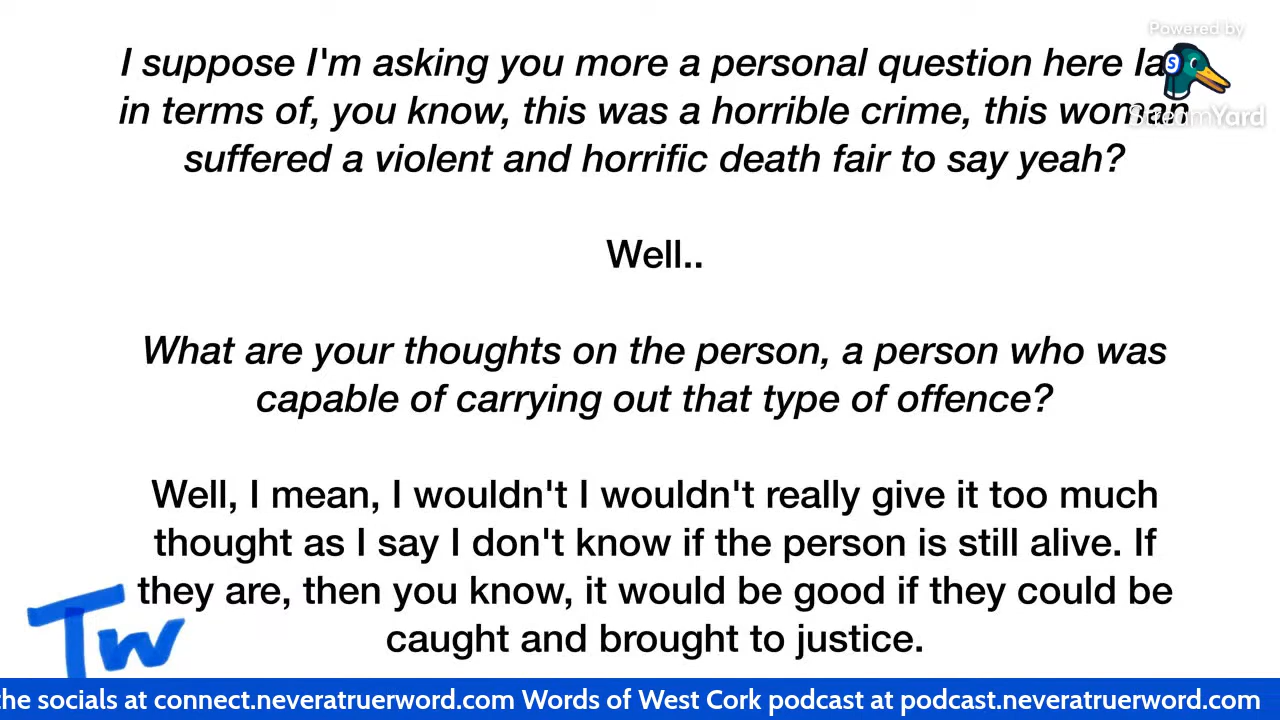 Powered by
I suppose I'm asking you more a personal question here Ia
in terms of, you know, this was a horrible crime, this woman
StreamYard
suffered a violent and horrific death fair to say yeah?
Well..
What are your thoughts on the person, a person who was
capable of carrying out that type of offence?
Well, I mean, I wouldn't I wouldn't really give it too much
thought as I say I don't know if the person is still alive. If
they are, then you know, it would be good if they could be
caught and brought to justice.
Tw
the socials at connect.neveratruerword.com Words of West Cork podcast at podcast.neveratruerword.com